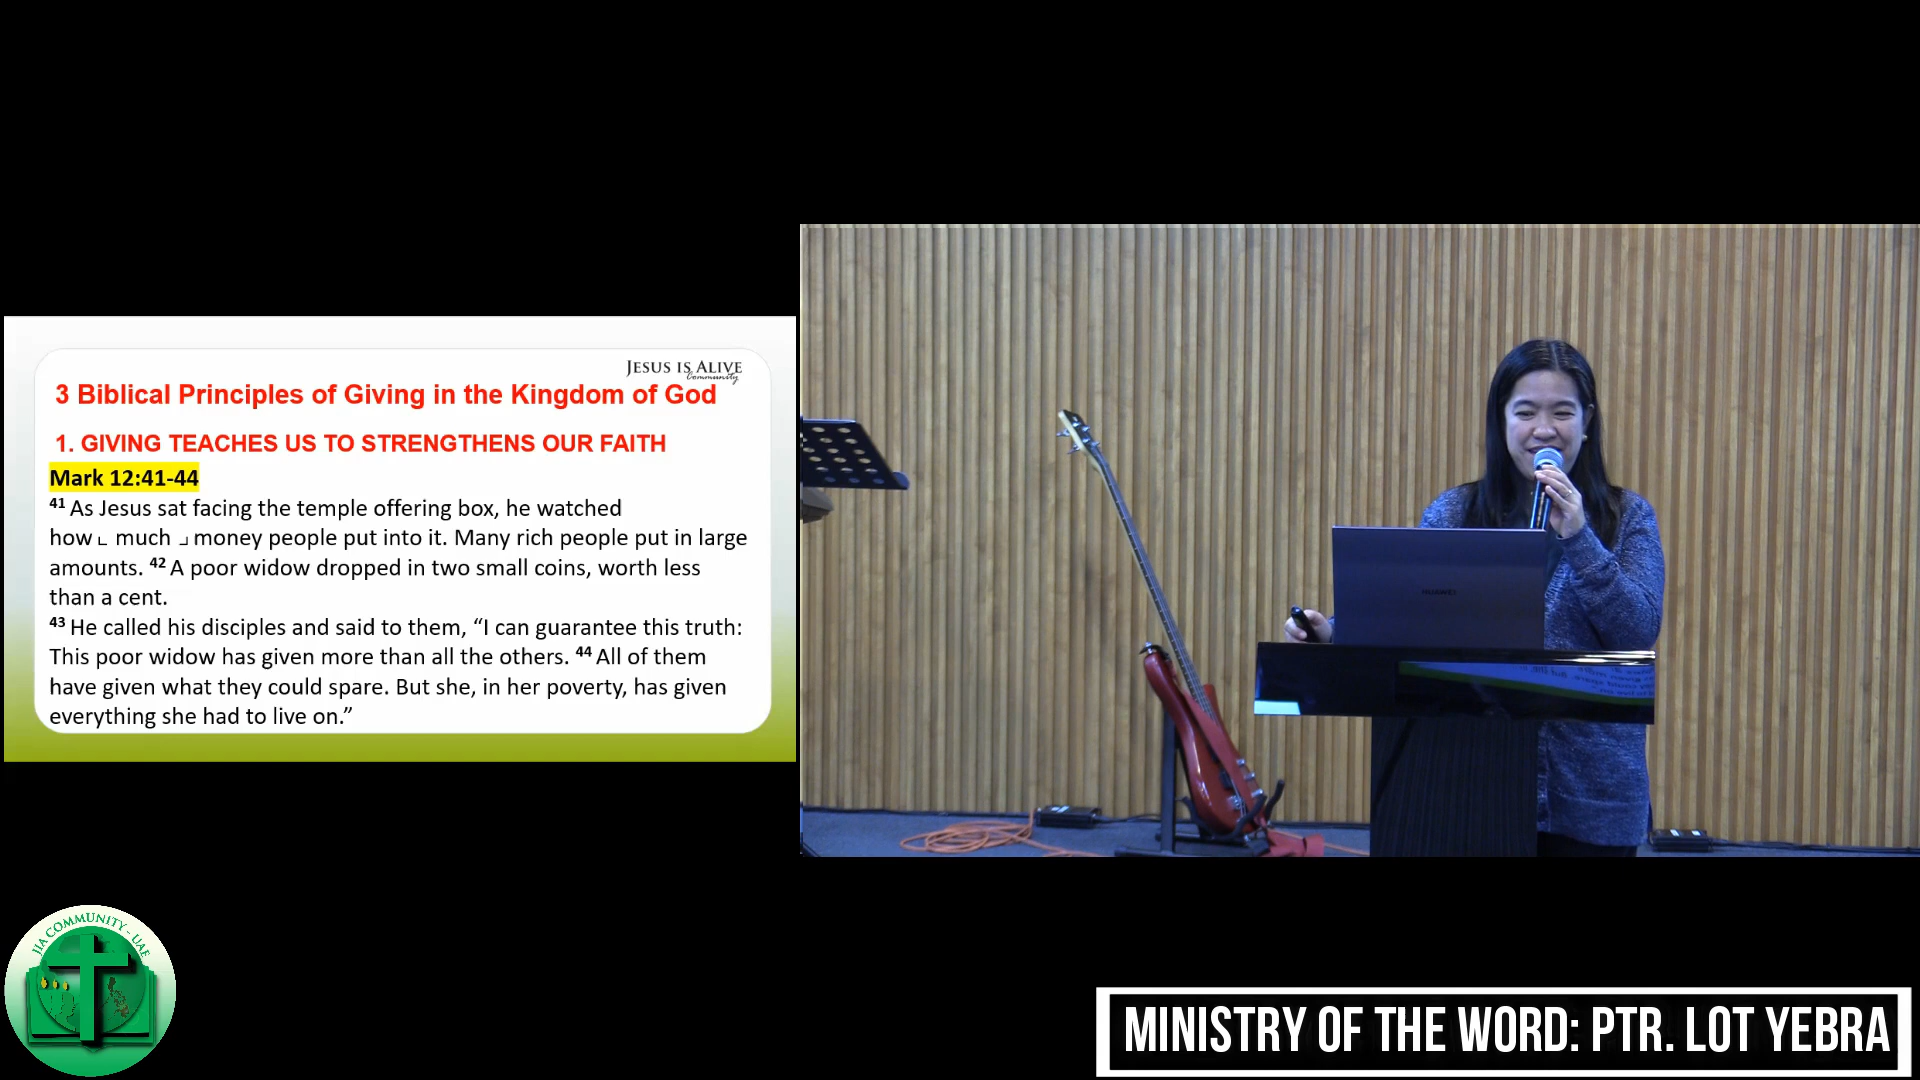 JESUS IS ALIVE
Community
3 Biblical Principles of Giving in the Kingdom of God
1. GIVING TEACHES US TO STRENGTHENS OUR FAITH
Mark 12:41-44
41 As Jesus sat facing the temple offering box, he watched
how ⌞ much ⌟ money people put into it. Many rich people put in large
amounts. 42 A poor widow dropped in two small coins, worth less
than a cent.
43 He called his disciples and said to them, “I can guarantee this truth:
This poor widow has given more than all the others. 44 All of them
have given what they could spare. But she, in her poverty, has given
everything she had to live on.”
HUAWEI
JIA COMMUNITY - UAE
MINISTRY OF THE WORD: PTR. LOT YEBRA